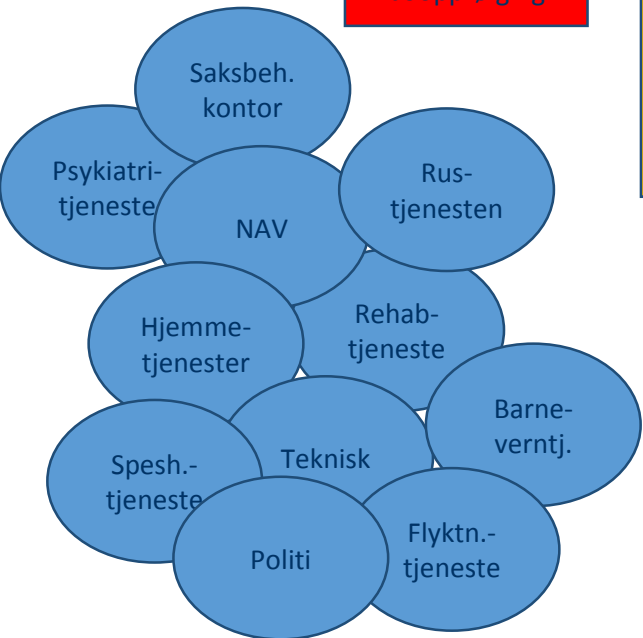 Saksbeh.
kontor
Psykiatri-
tjeneste
Rus-
tjenesten
NAV
Rehab-
tjeneste
Hjemme-
tjenester
Barne-
verntj.
Teknisk
Spesh.-
tjeneste
Flyktn.-
tjeneste
Politi